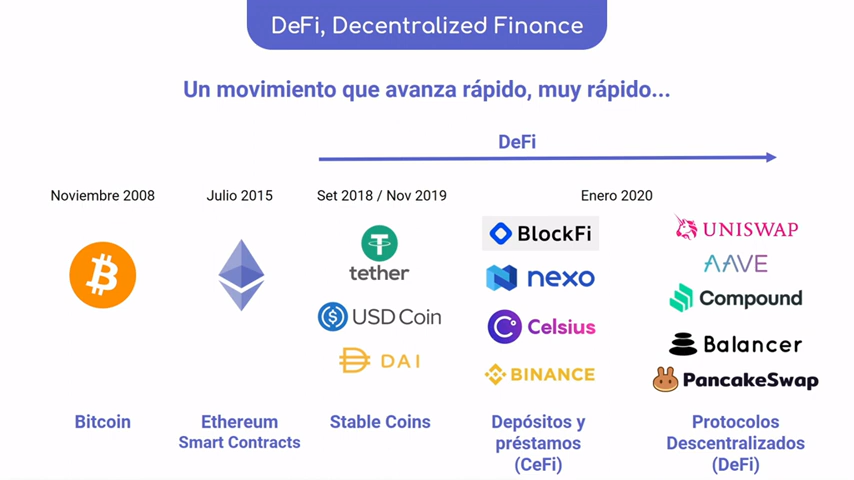 DeFi, Decentralized Finance
Un movimiento que avanza rápido, muy rápido...
DeFi
Noviembre 2008
Julio 2015
Set 2018 / Nov 2019
Enero 2020
tether
USD Coin
DAI
BlockFi
nexo
Celsius
BINANCE
UNISWAP
AAVE
Compound
Balancer
PancakeSwap
Bitcoin
Ethereum
Smart Contracts
Stable Coins
Depósitos y
préstamos
(CeFi)
Protocolos
Descentralizados
(DeFi)